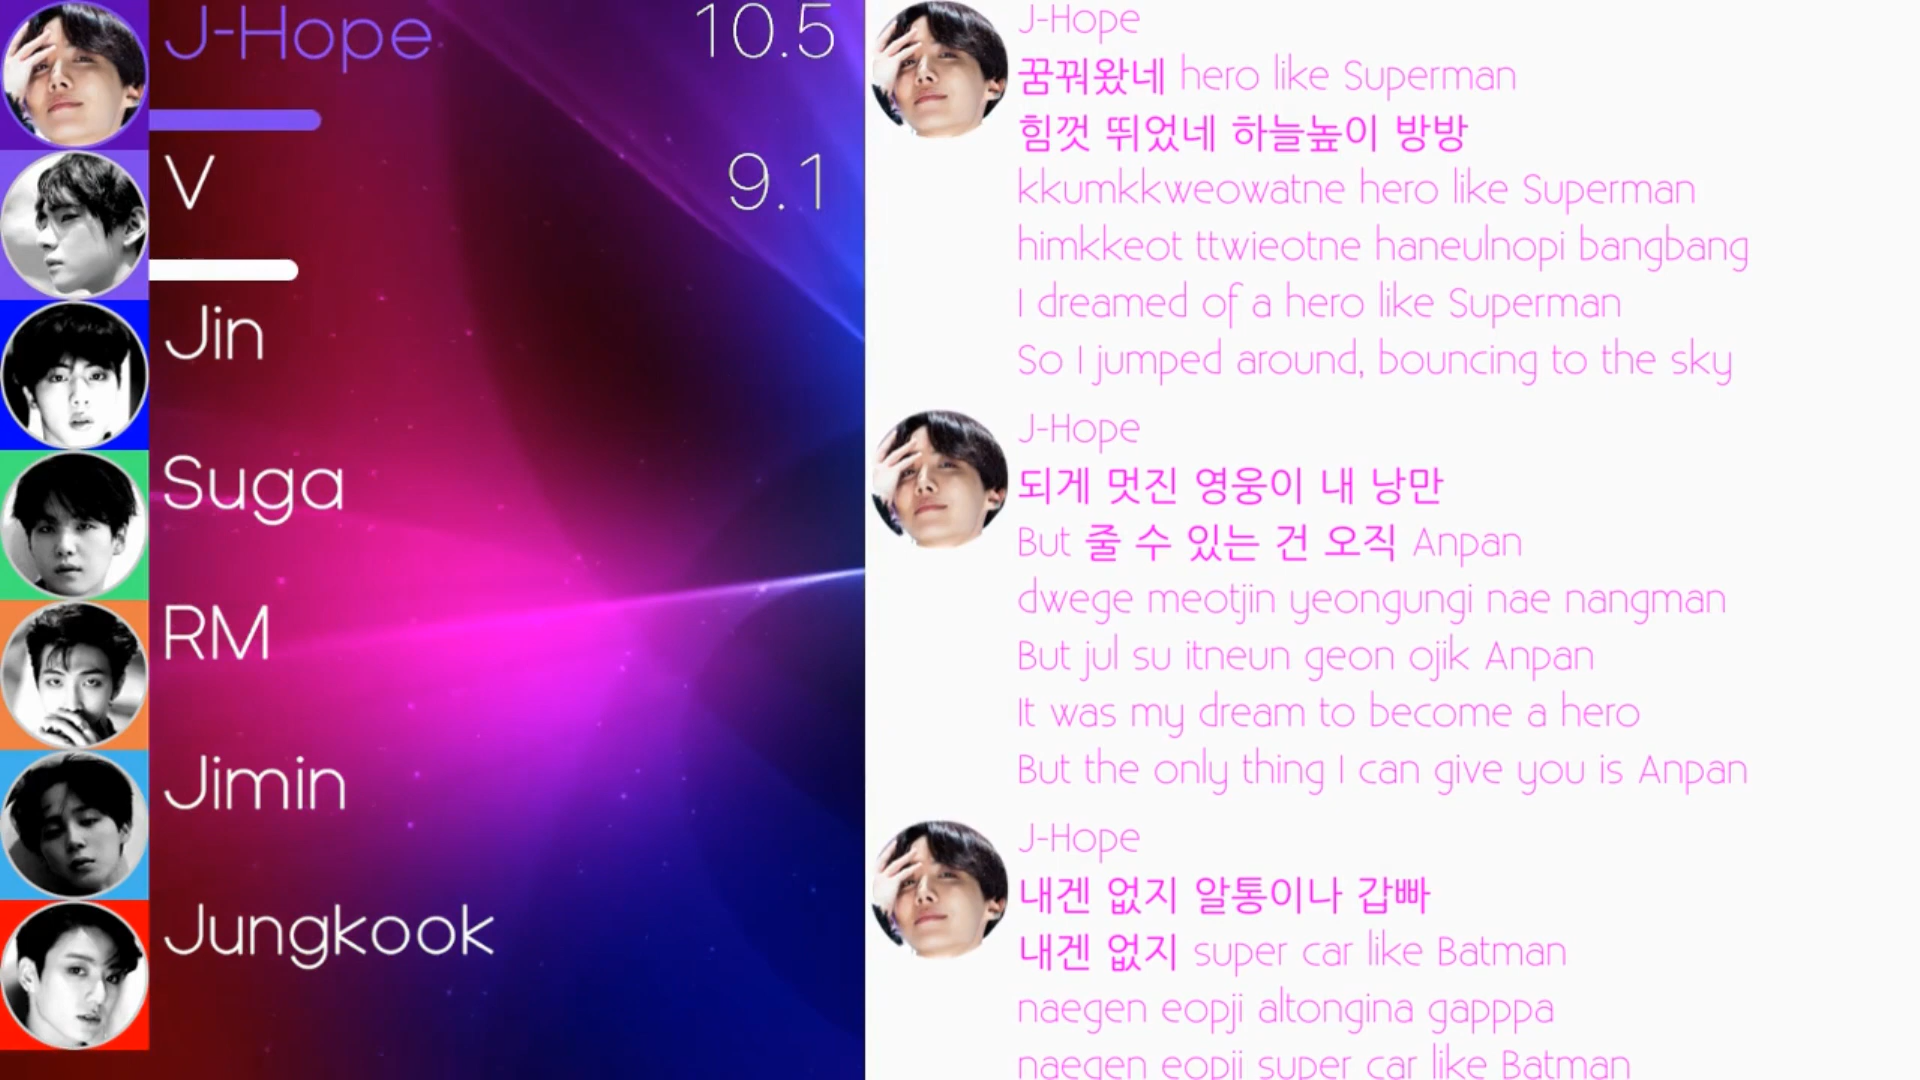 J-Hope
10.5
V
9.1
Jin
Suga
RM
Jimin
Jungkook
J-Hope
꿈꿔왔네 hero like Superman
힘껏 뛰었네 하늘높이 방방
kkumkkweowatne hero like Superman
himkkeot ttwieotne haneulnopi bangbang
I dreamed of a hero like Superman
So I jumped around, bouncing to the sky
J-Hope
되게 멋진 영웅이 내 낭만
But 줄 수 있는 건 오직 Anpan
dwege meotjin yeongungi nae nangman
But jul su itneun geon ojik Anpan
It was my dream to become a hero
But the only thing I can give you is Anpan
J-Hope
내겐 없지 알통이나 갑빠
내겐 없지 super car like Batman
naegen eopji altongina gapppa
naegen eopji super car like Batman